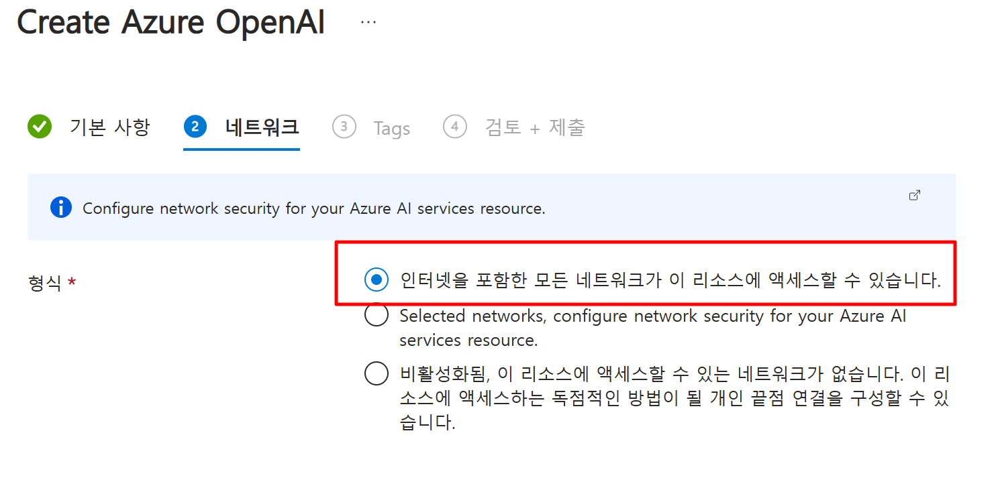 Create Azure OpenAI ...
기본 사항 2 네트워크 3 Tags 4 검토 + 제출
Configure network security for your Azure AI services resource.
형식 * 인터넷을 포함한 모든 네트워크가 이 리소스에 액세스할 수 있습니다.
Selected networks, configure network security for your Azure AI
services resource.
비활성화됨, 이 리소스에 액세스할 수 있는 네트워크가 없습니다. 이 리
소스에 액세스하는 독점적인 방법이 될 개인 끝점 연결을 구성할 수 있
습니다.